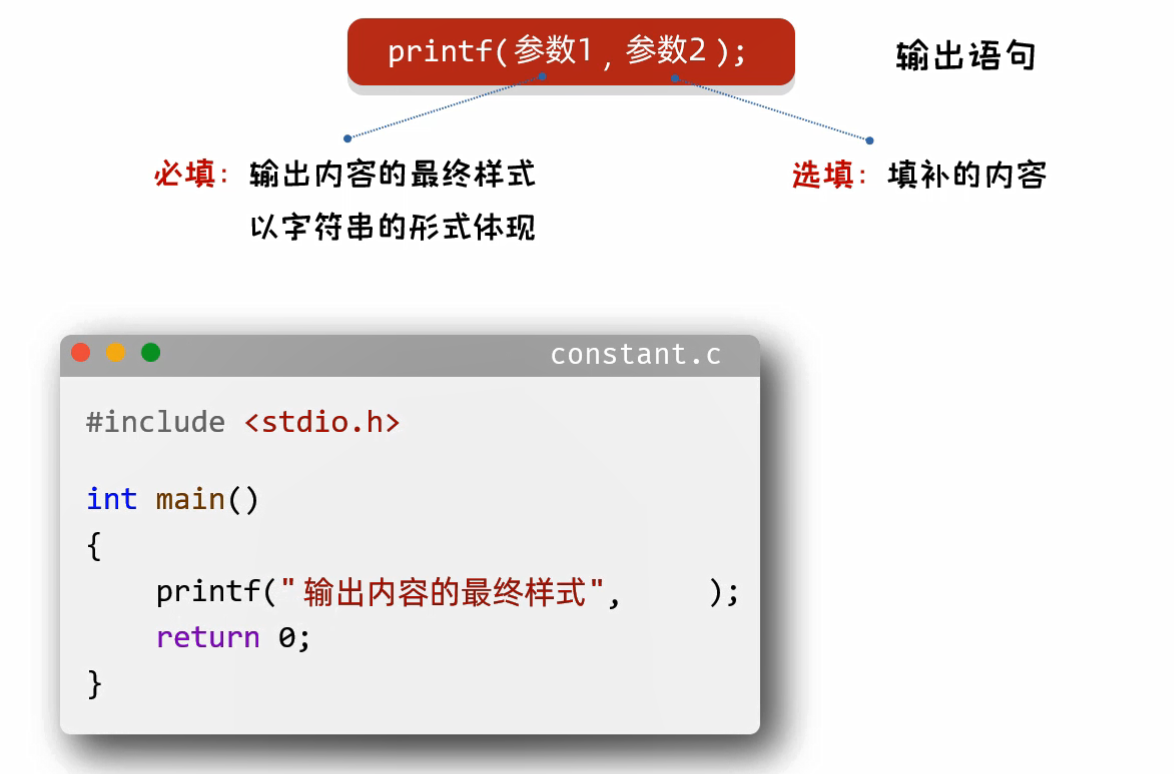 printf(参数1 , 参数2 );
输出语句
必填: 输出内容的最终样式
以字符串的形式体现
选填: 填补的内容
constant.c
#include <stdio.h>
int main()
{
printf("输出内容的最终样式", );
return 0;
}